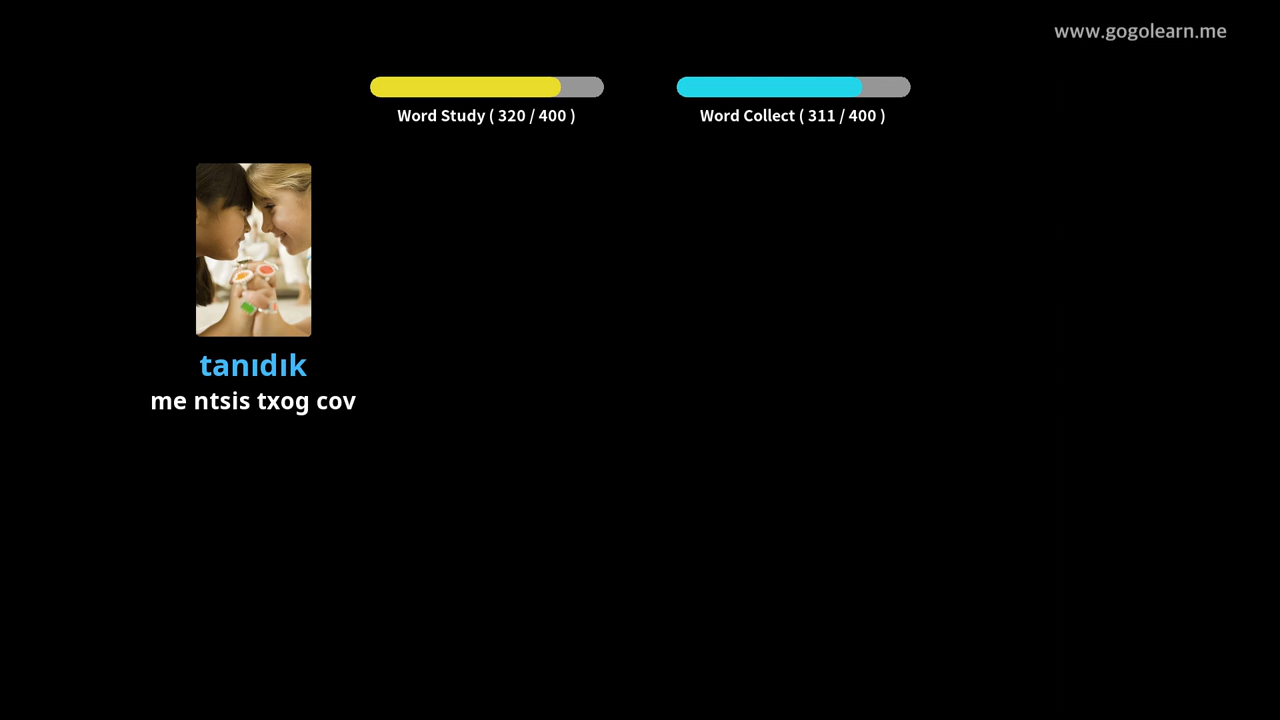 www.gogolearn.me
Word Study ( 320 / 400 )
Word Collect ( 311 / 400 )
tanıdık
me ntsis txog cov